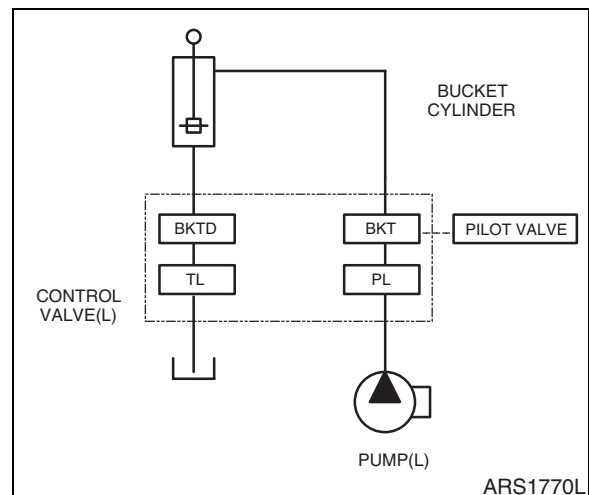 BUCKET
CYLINDER
BKTD
BKT
PILOT VALVE
TL
PL
CONTROL
VALVE(L)
PUMP(L)
ARS1770L